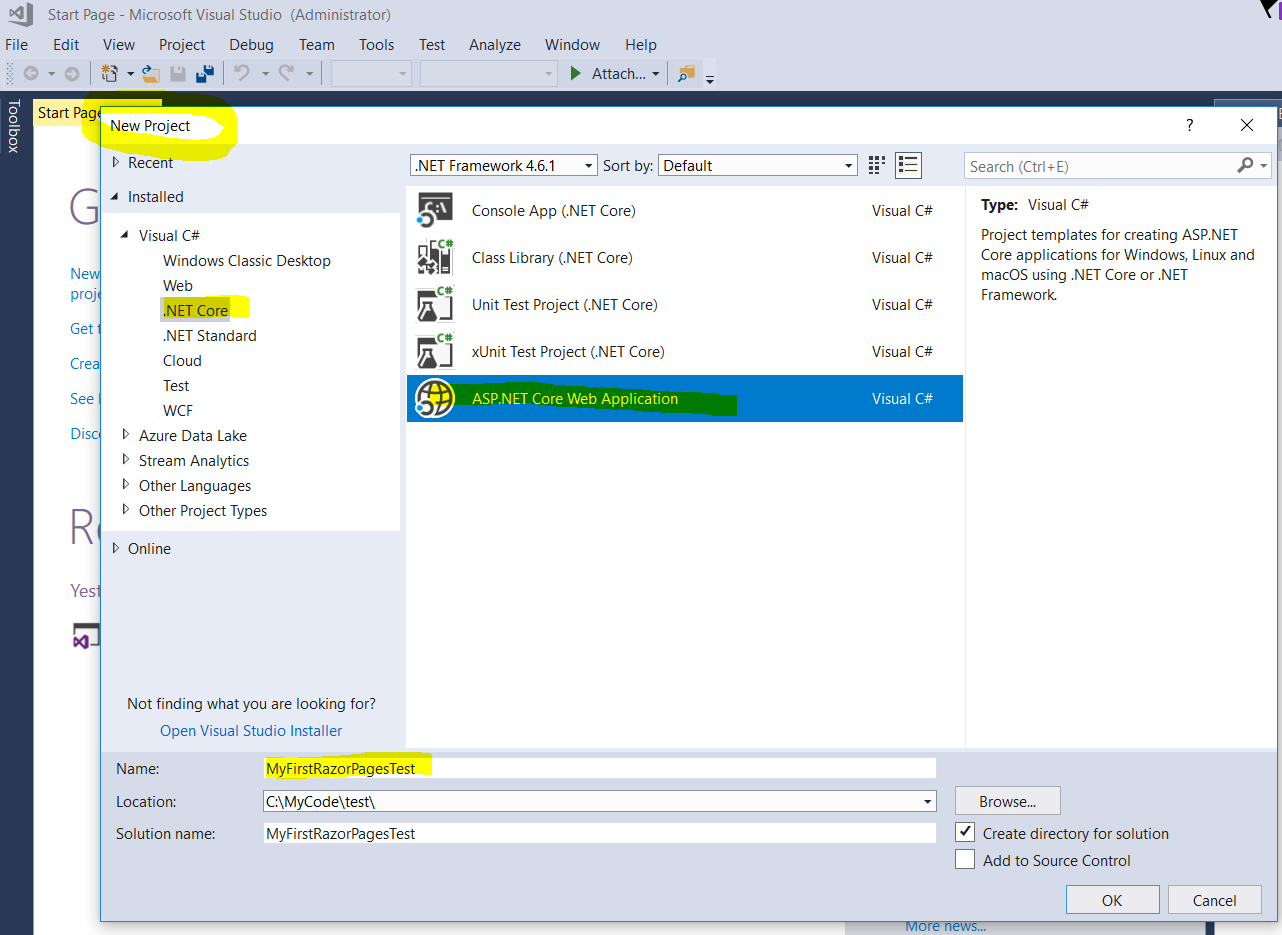 Start Page - Microsoft Visual Studio (Administrator)
File Edit View Project Debug Team Tools Test Analyze Window Help
Attach...
Toolbox
Start Page
New Project
?
Recent
.NET Framework 4.6.1 Sort by: Default
Search (Ctrl+E)
Installed
Visual C#
Windows Classic Desktop
Web
.NET Core
.NET Standard
Cloud
Test
WCF
Azure Data Lake
Stream Analytics
Other Languages
Other Project Types
Online
Console App (.NET Core) Visual C#
Class Library (.NET Core) Visual C#
Unit Test Project (.NET Core) Visual C#
xUnit Test Project (.NET Core) Visual C#
ASP.NET Core Web Application Visual C#
Type: Visual C#
Project templates for creating ASP.NET
Core applications for Windows, Linux and
macOS using .NET Core or .NET
Framework.
New
Get
See
Not finding what you are looking for?
Open Visual Studio Installer
Name: MyFirstRazorPagesTest
Location: C:\MyCode\test\
Browse...
Solution name: MyFirstRazorPagesTest
Create directory for solution
Add to Source Control
OK Cancel
More news...